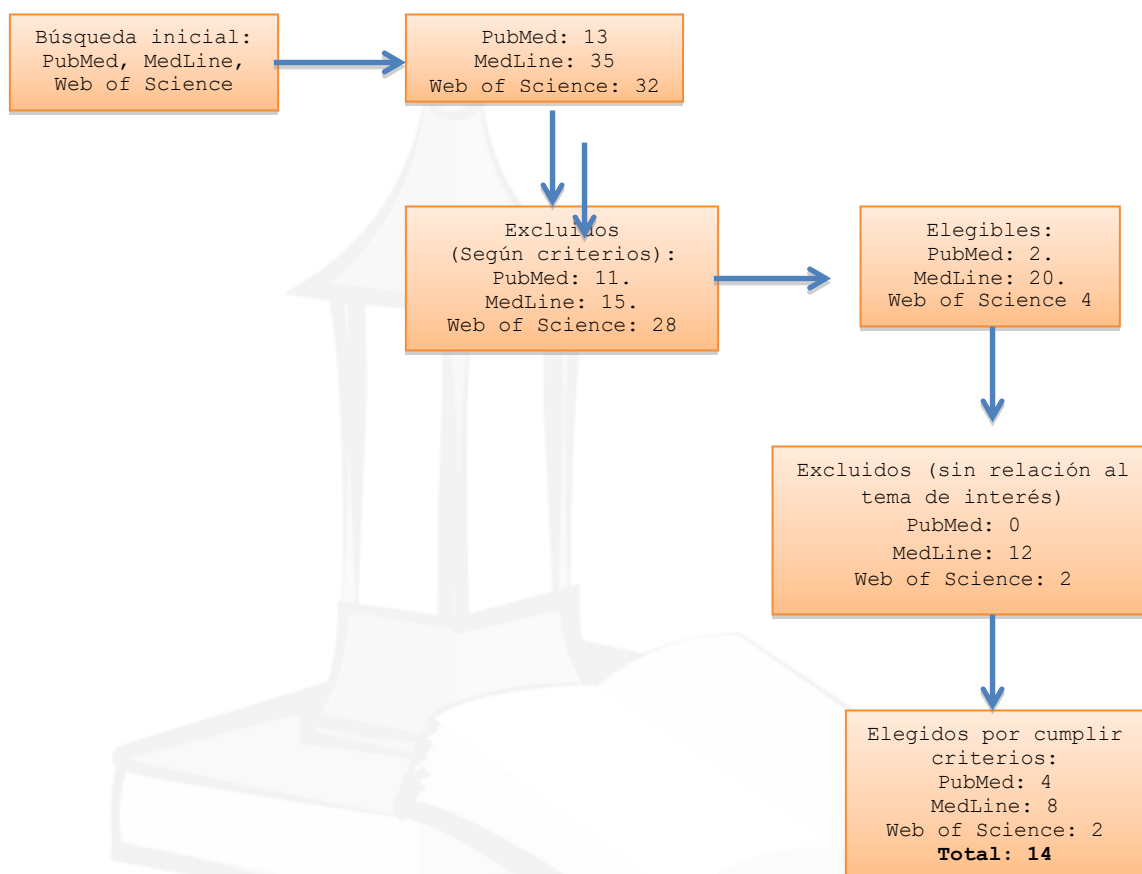 Búsqueda inicial:
PubMed, MedLine,
Web of Science
PubMed: 13
MedLine: 35
Web of Science: 32
Excluidos
(Según criterios):
PubMed: 11.
MedLine: 15.
Web of Science: 28
Elegibles:
PubMed: 2.
MedLine: 20.
Web of Science 4
Excluidos (sin relación al
tema de interés)
PubMed: 0
MedLine: 12
Web of Science: 2
Elegidos por cumplir
criterios:
PubMed: 4
MedLine: 8
Web of Science: 2
Total: 14